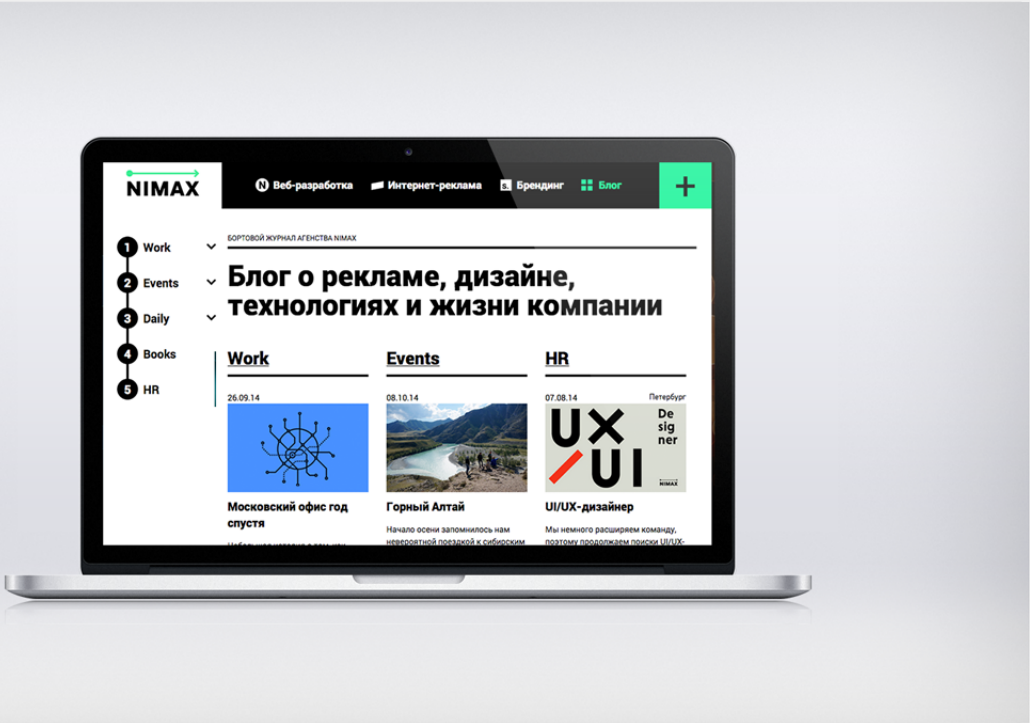 NIMAX
N Веб-разработка Интернет-реклама s. Брендинг Блог +
БОРТОВОЙ ЖУРНАЛ АГЕНСТВА NIMAX
1 Work
2 Events
3 Daily
4 Books
5 HR
Блог о рекламе, дизайне,
технологиях и жизни компании
Work
26.09.14
Московский офис год
спустя
Events
08.10.14
Горный Алтай
Начало осени запомнилось нам
невероятной поездкой к сибирским
HR
07.08.14 Петербург
UX
/UI
De
sig
ner
NIMAX
UI/UX-дизайнер
Мы немного расширяем команду,
поэтому продолжаем поиски UI/UX-